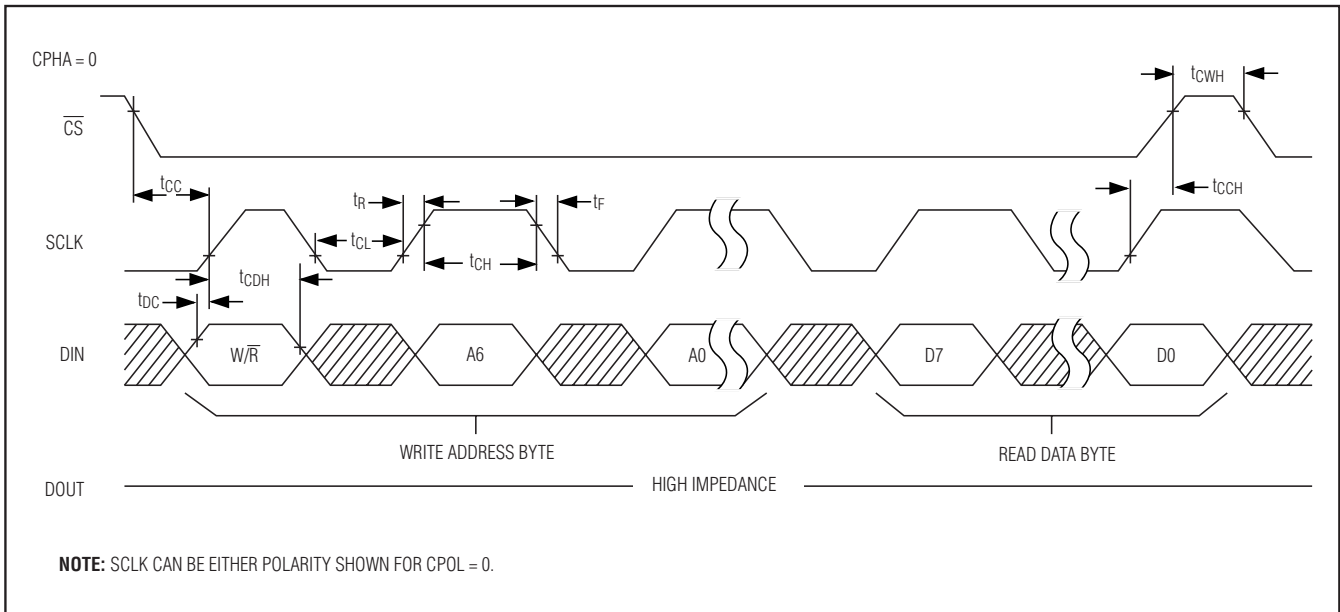 CPHA = 0
tCWH
CS
tCC
tCCH
tR
tF
SCLK
tCL
tCH
tCDH
tDC
DIN
W/R
A6
A0
D7
D0
WRITE ADDRESS BYTE
READ DATA BYTE
DOUT
HIGH IMPEDANCE
NOTE: SCLK CAN BE EITHER POLARITY SHOWN FOR CPOL = 0.